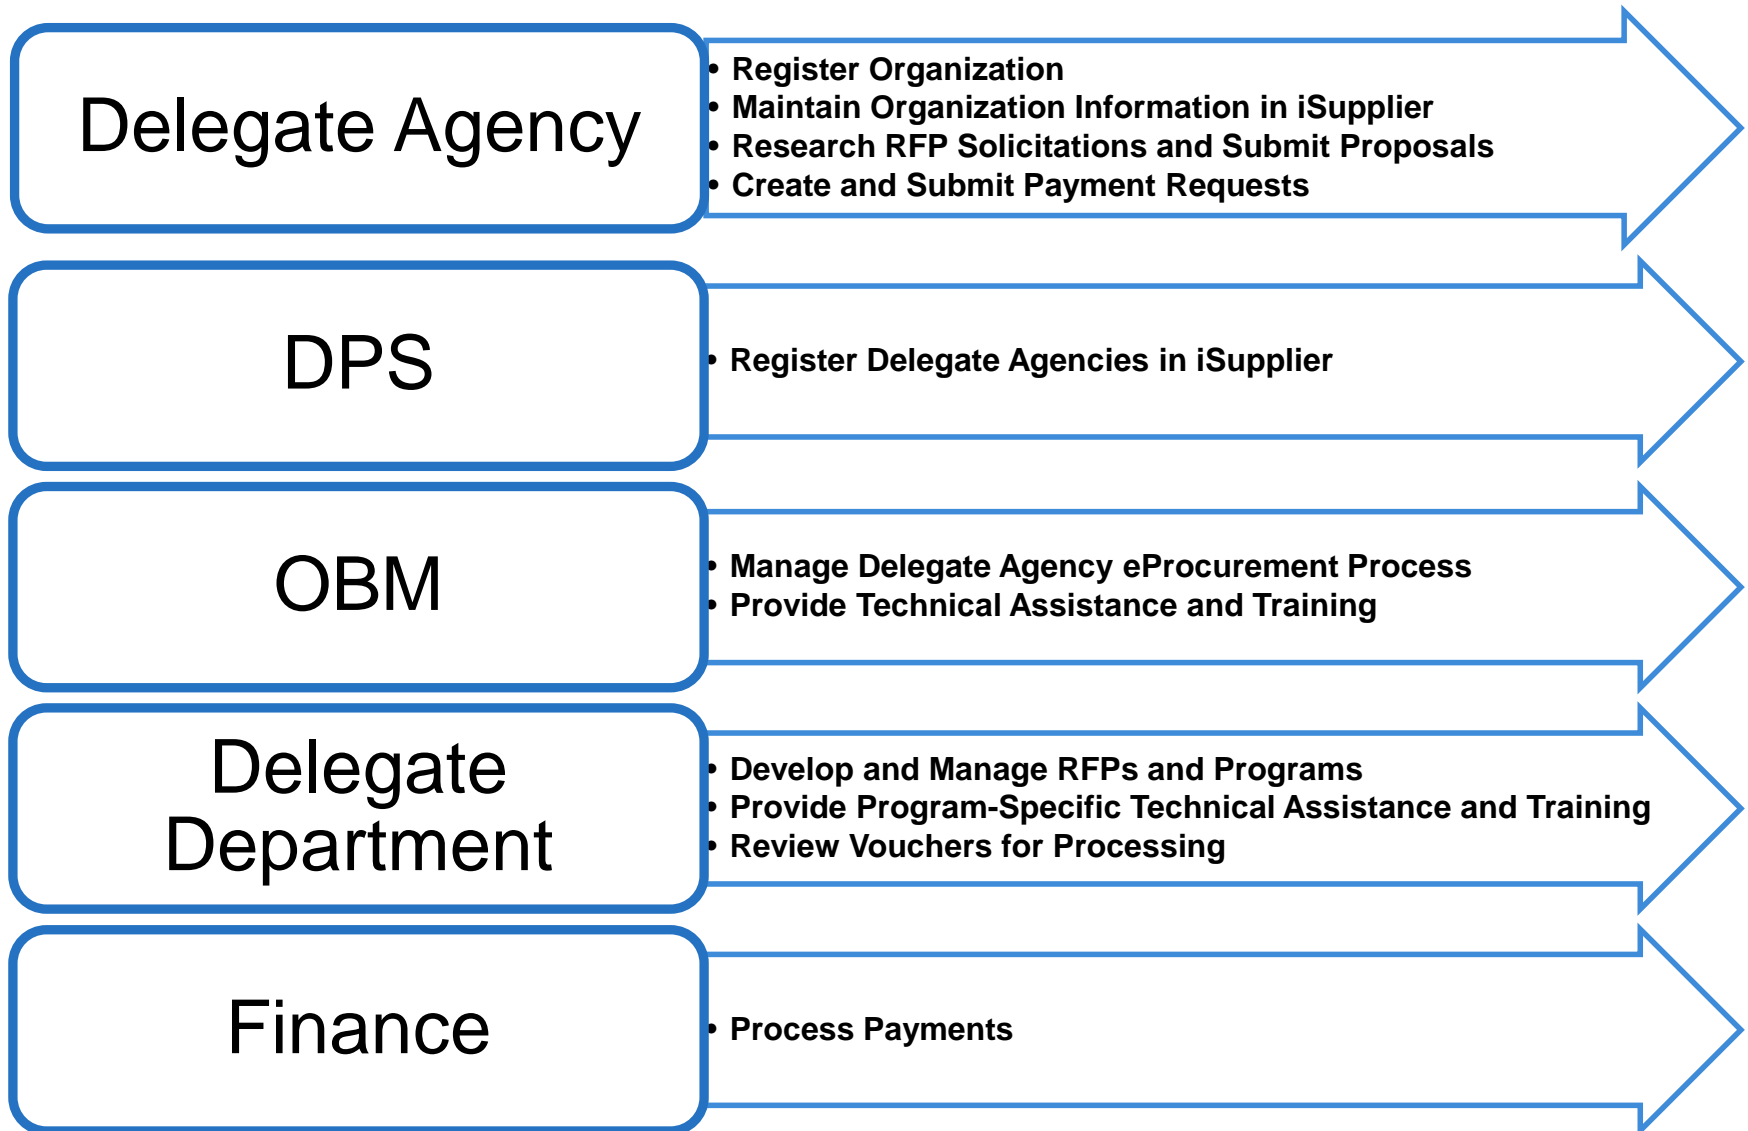 Delegate Agency
• Register Organization
• Maintain Organization Information in iSupplier
• Research RFP Solicitations and Submit Proposals
• Create and Submit Payment Requests
DPS
• Register Delegate Agencies in iSupplier
OBM
• Manage Delegate Agency eProcurement Process
• Provide Technical Assistance and Training
Delegate
Department
• Develop and Manage RFPs and Programs
• Provide Program-Specific Technical Assistance and Training
• Review Vouchers for Processing
Finance
• Process Payments